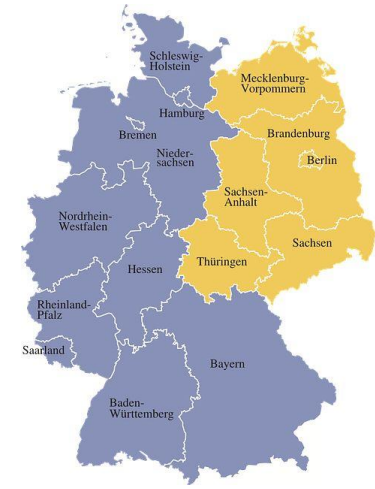 Schleswig-
Holstein
Mecklenburg-
Vorpommern
Hamburg
Brandenburg
Bremen
Berlin
Nieder-
sachsen
Sachsen-
Anhalt
Nordrhein-
Westfalen
Sachsen
Thüringen
Hessen
Rheinland-
Pfalz
Saarland
Bayern
Baden-
Württemberg